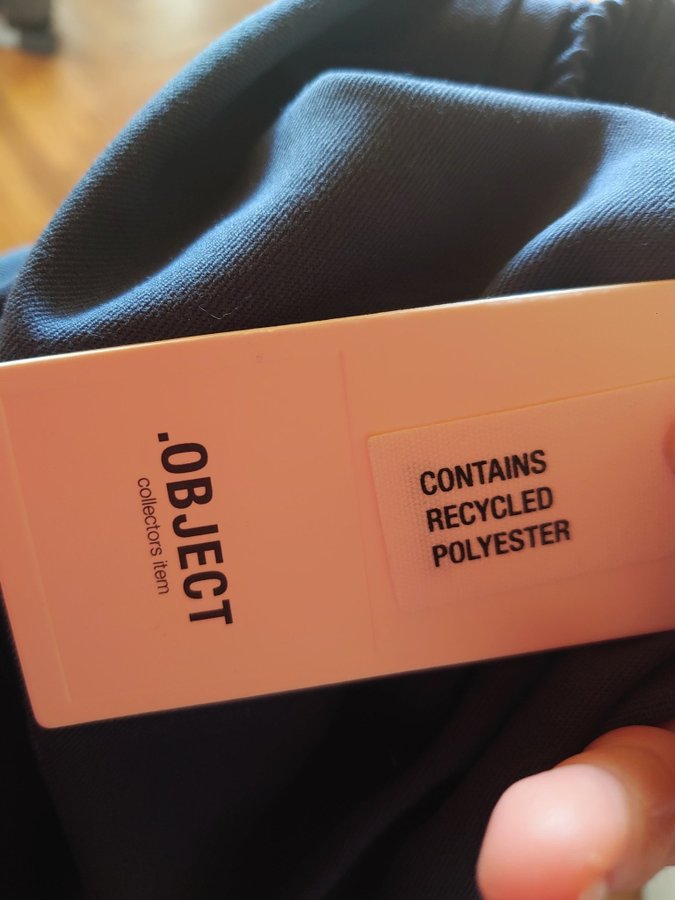 .OBJECT
collectors item
CONTAINS
RECYCLED
POLYESTER